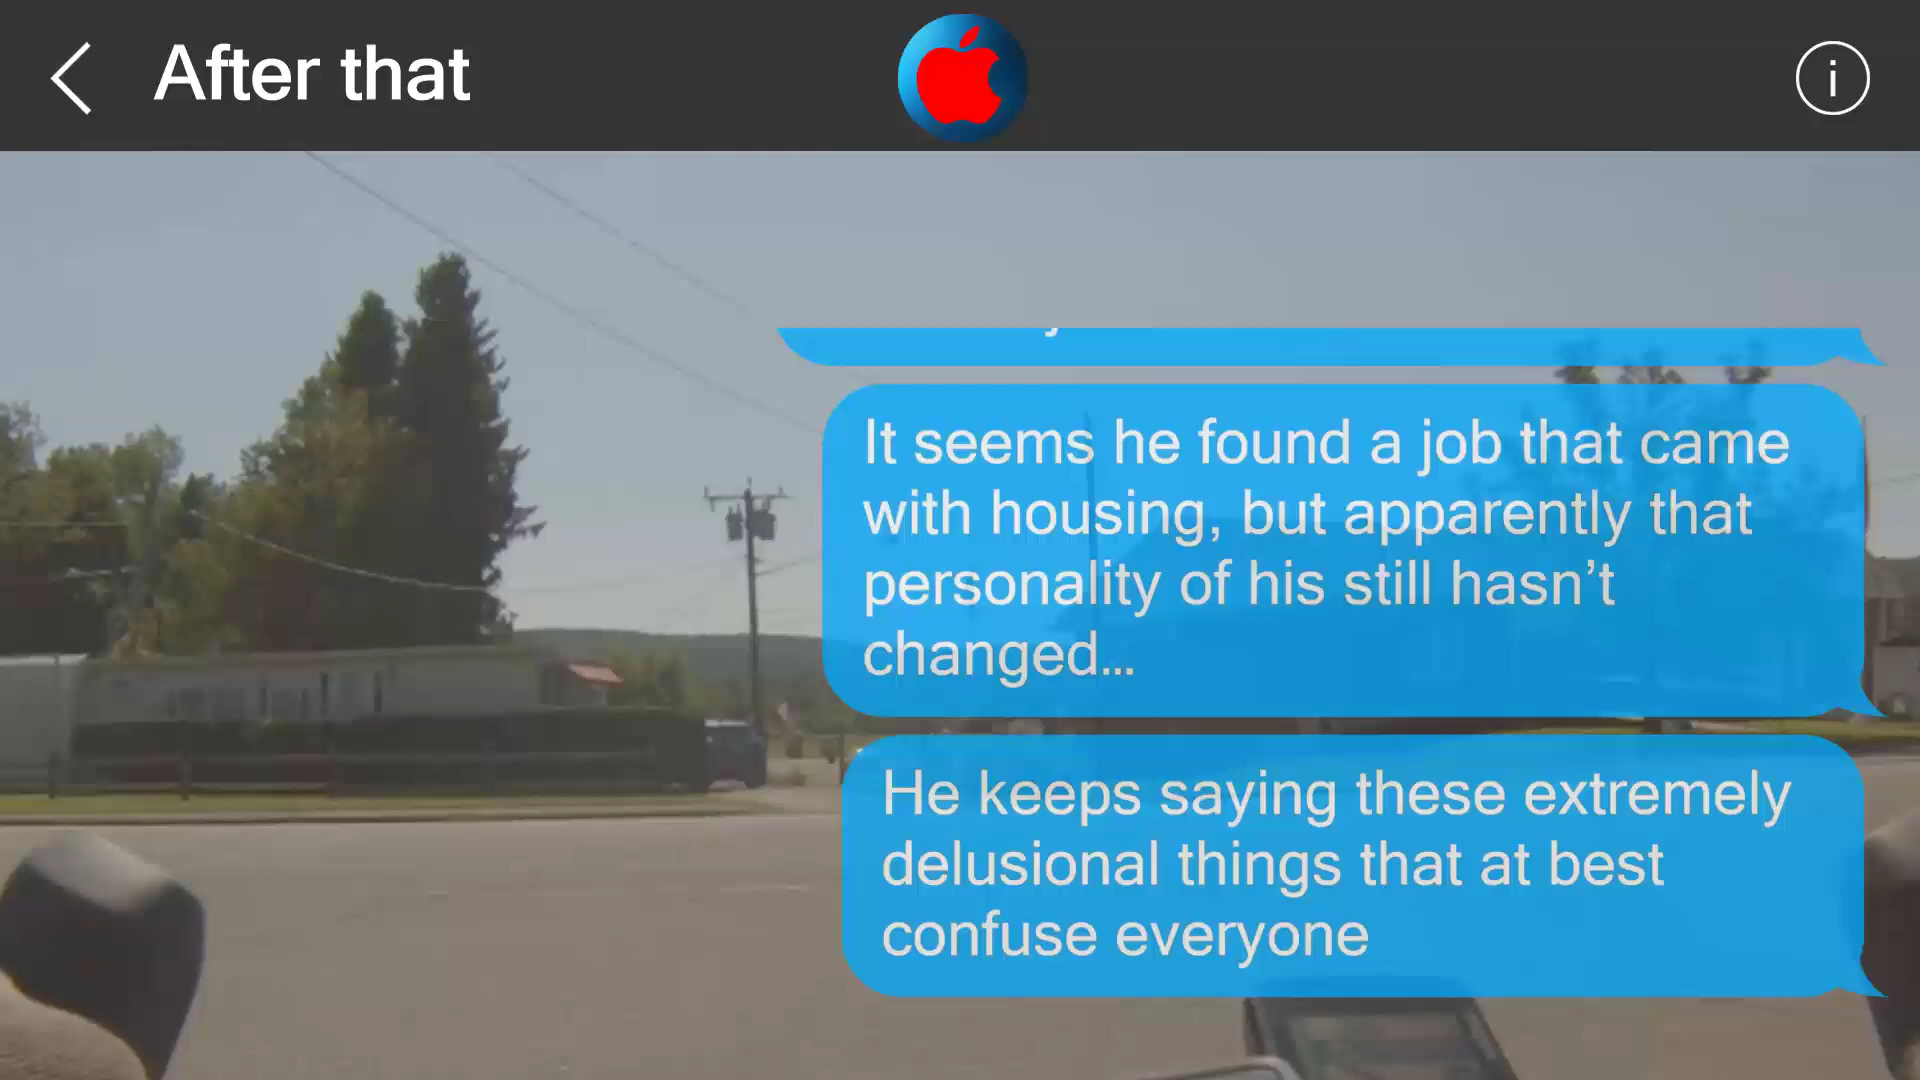 After that
It seems he found a job that came
with housing, but apparently that
personality of his still hasn’t
changed...
He keeps saying these extremely
delusional things that at best
confuse everyone